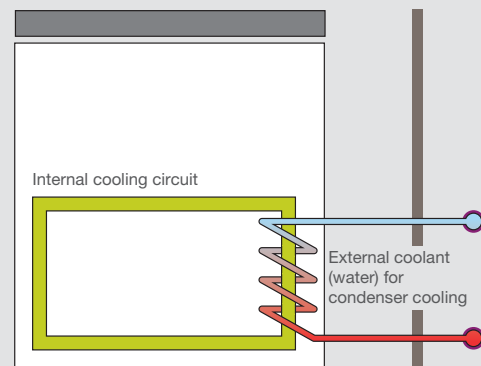 Internal cooling circuit
External coolant
(water) for
condenser cooling